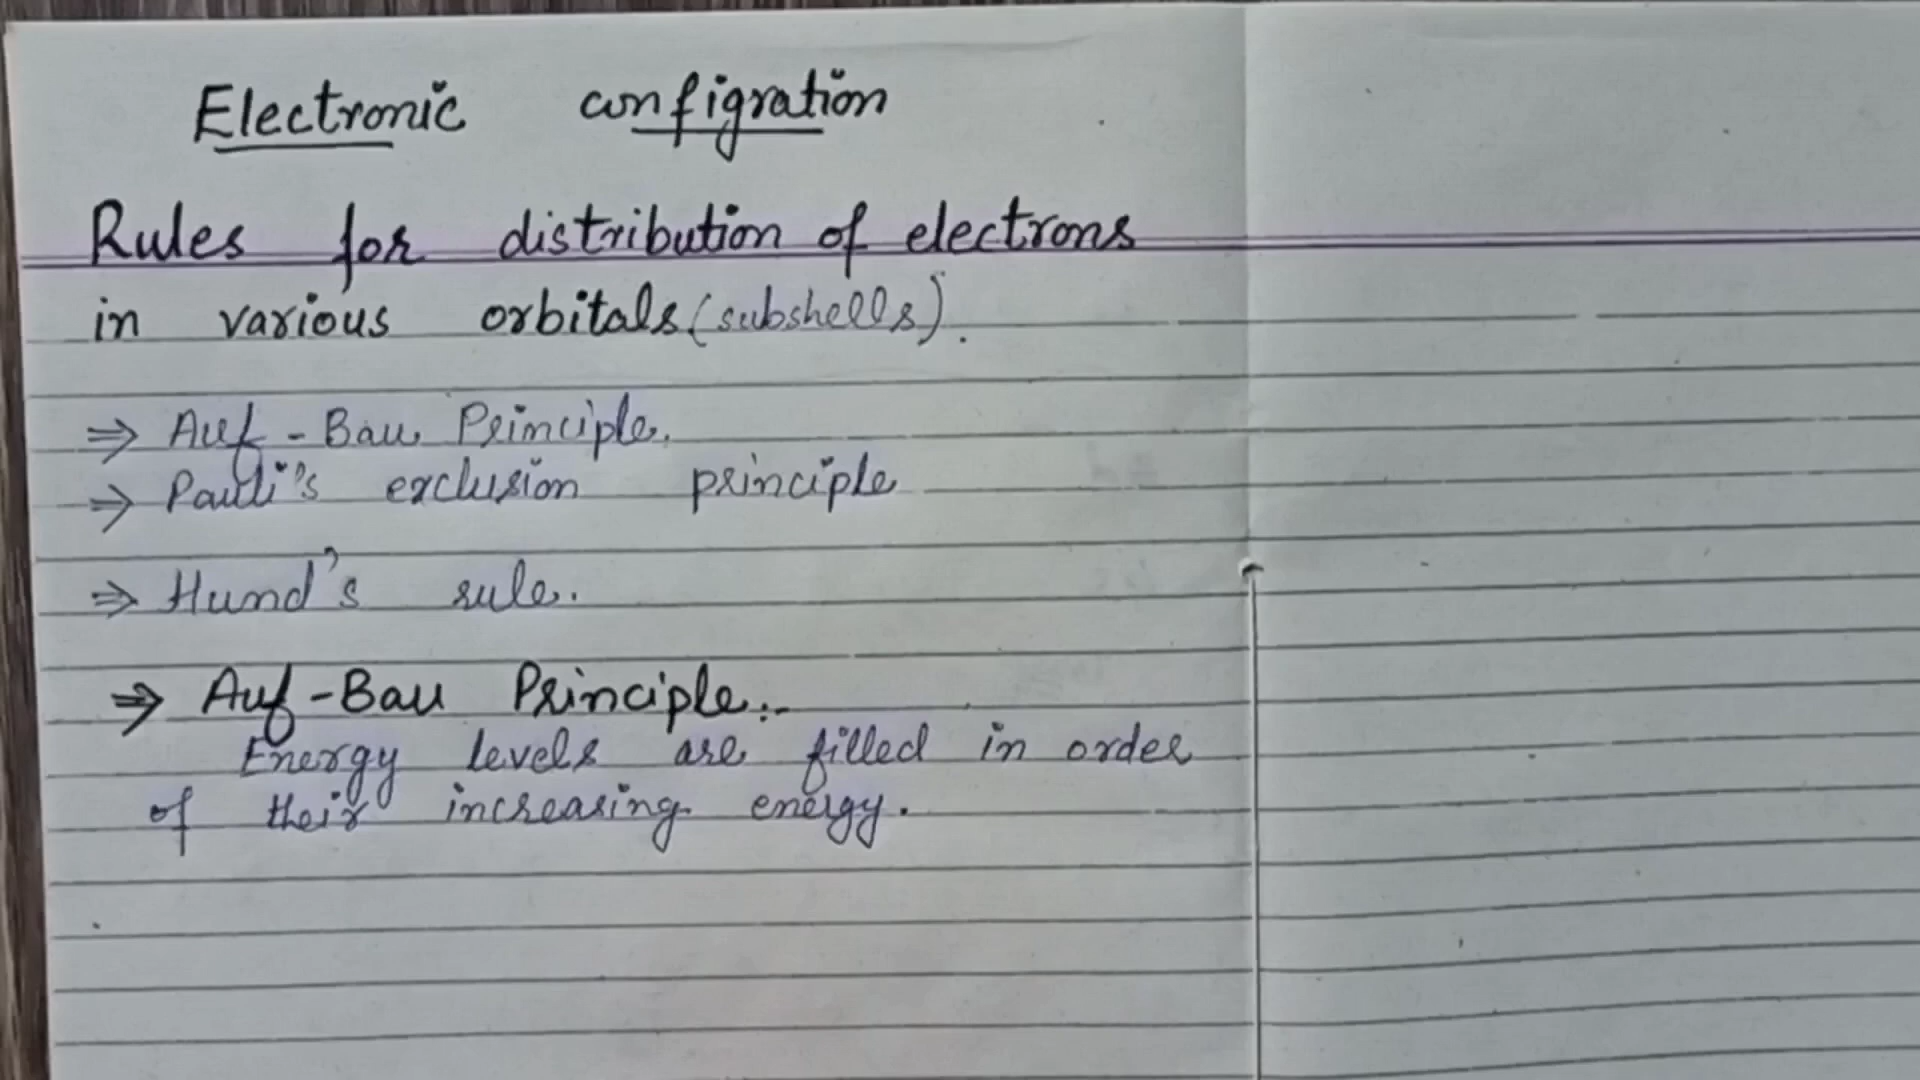 Electronic configration
Rules for distribution of electrons
in various orbitals (subshells).
⇒ Auf-Bau Principle.
⇒ Pauli's exclusion principle
⇒ Hund's rule.
⇒ Auf-Bau Principle:-
Energy levels are filled in order
of their increasing energy.